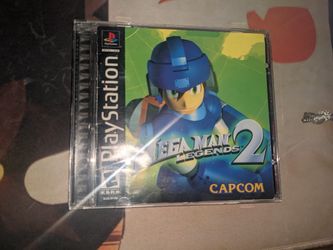 PlayStation
MEGA MAN
LEGENDS 2
CAPCOM